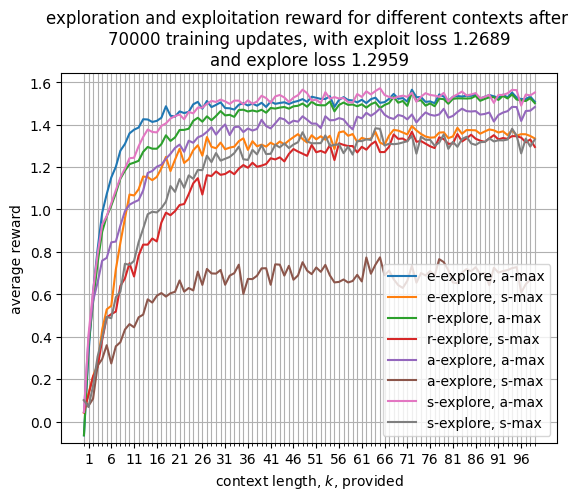 exploration and exploitation reward for different contexts after
70000 training updates, with exploit loss 1.2689
and explore loss 1.2959
1.6
1.4
1.2
1.0
0.8
0.6
0.4
0.2
0.0
average reward
e-explore, a-max
e-explore, s-max
r-explore, a-max
r-explore, s-max
a-explore, a-max
a-explore, s-max
s-explore, a-max
s-explore, s-max
1 6 11 16 21 26 31 36 41 46 51 56 61 66 71 76 81 86 91 96
context length, k, provided